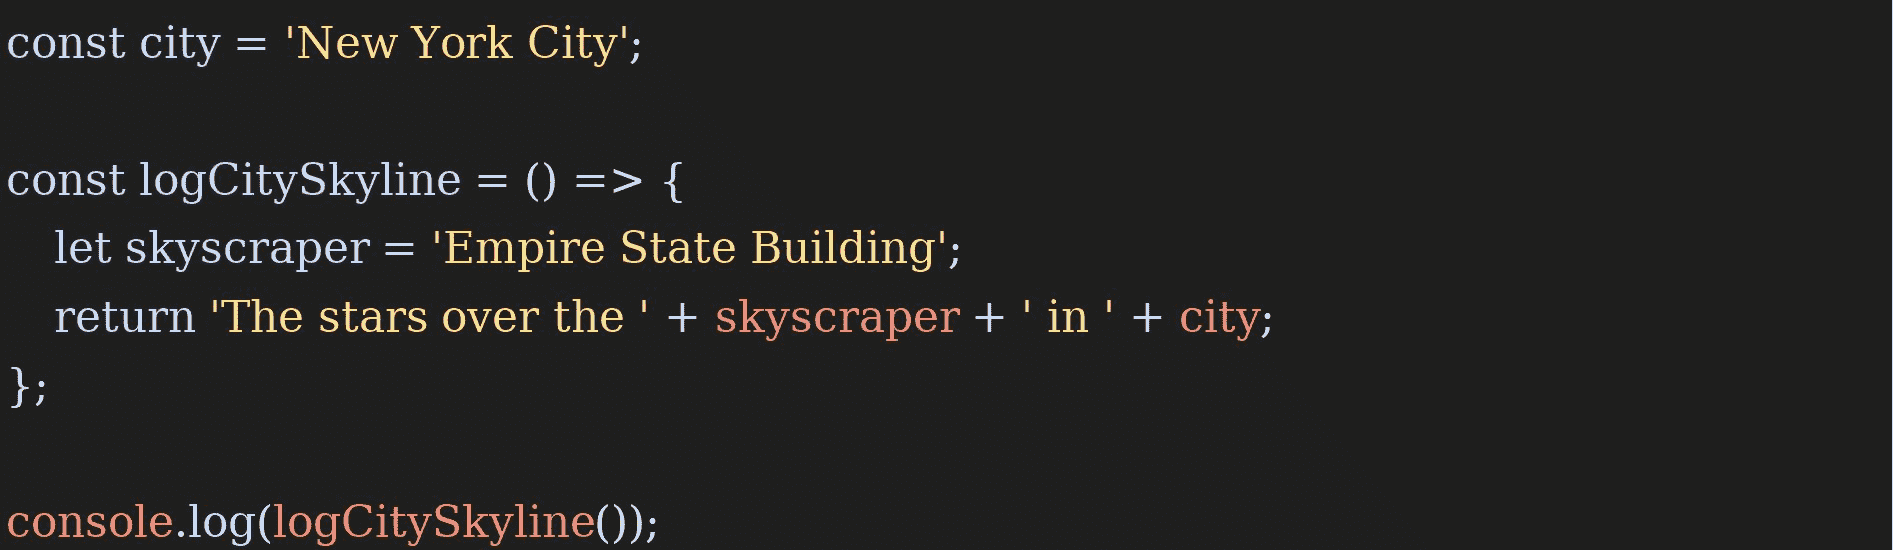 const city = 'New York City';
const logCitySkyline = () => {
    let skyscraper = 'Empire State Building';
    return 'The stars over the ' + skyscraper + ' in ' + city;
};
console.log(logCitySkyline());